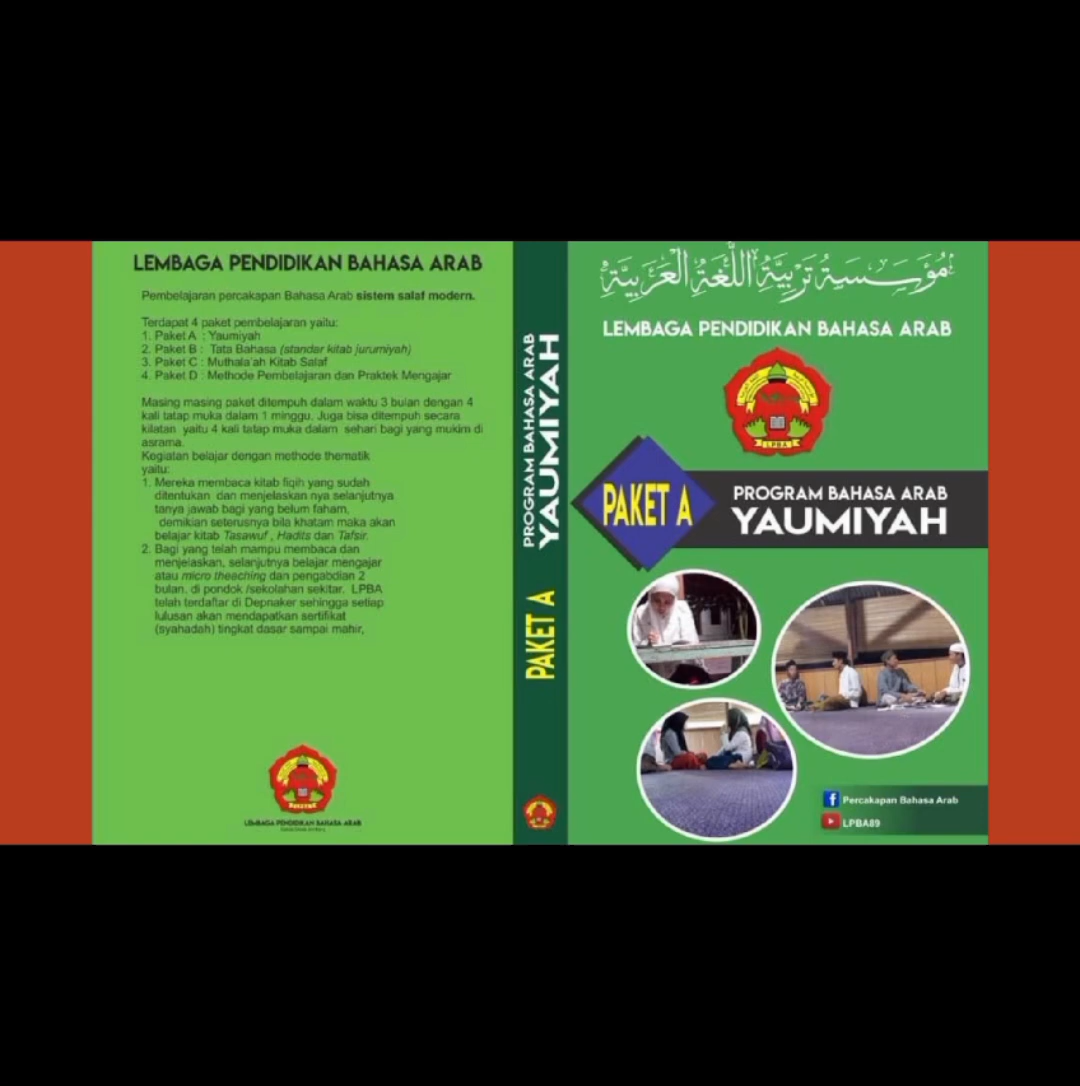 LEMBAGA PENDIDIKAN BAHASA ARAB
Pembelajaran percakapan Bahasa Arab sistem salaf modern.
Terdapat 4 paket pembelajaran yaitu:
1. Paket A : Yaumiyah
2. Paket B : Tata Bahasa (standar kitab jurumiyah)
3. Paket C : Muthala'ah Kitab Salaf
4. Paket D : Methode Pembelajaran dan Praktek Mengajar
Masing masing paket ditempuh dalam waktu 3 bulan dengan 4
kali tatap muka dalam 1 minggu. Juga bisa ditempuh secara
kilatan yaitu 4 kali tatap muka dalam sehari bagi yang mukim di
asrama.
Kegiatan belajar dengan methode thematik
yaitu:
1. Mereka membaca kitab fiqih yang sudah
ditentukan dan menjelaskan nya selanjutnya
tanya jawab bagi yang belum faham,
demikian seterusnya bila khatam maka akan
belajar kitab Tasawuf , Hadits dan Tafsir.
2. Bagi yang telah mampu membaca dan
menjelaskan, selanjutnya belajar mengajar
atau micro theaching dan pengabdian 2
bulan. di pondok /sekolahan sekitar. LPBA
telah terdaftar di Depnaker sehingga setiap
lulusan akan mendapatkan sertifikat
(syahadah) tingkat dasar sampai mahir,
LEMBAGA PENDIDIKAN BAHASA ARAB
PROGRAM BAHASA ARAB
YAUMIYAH
PAKET A
مُؤَسَّسَةُ تَرْبِيَّةِ اللُّغَةِ الْعَرَبِيَّةِ
LEMBAGA PENDIDIKAN BAHASA ARAB
LPBA
PAKET A
PROGRAM BAHASA ARAB
YAUMIYAH
Percakapan Bahasa Arab
LPBA89